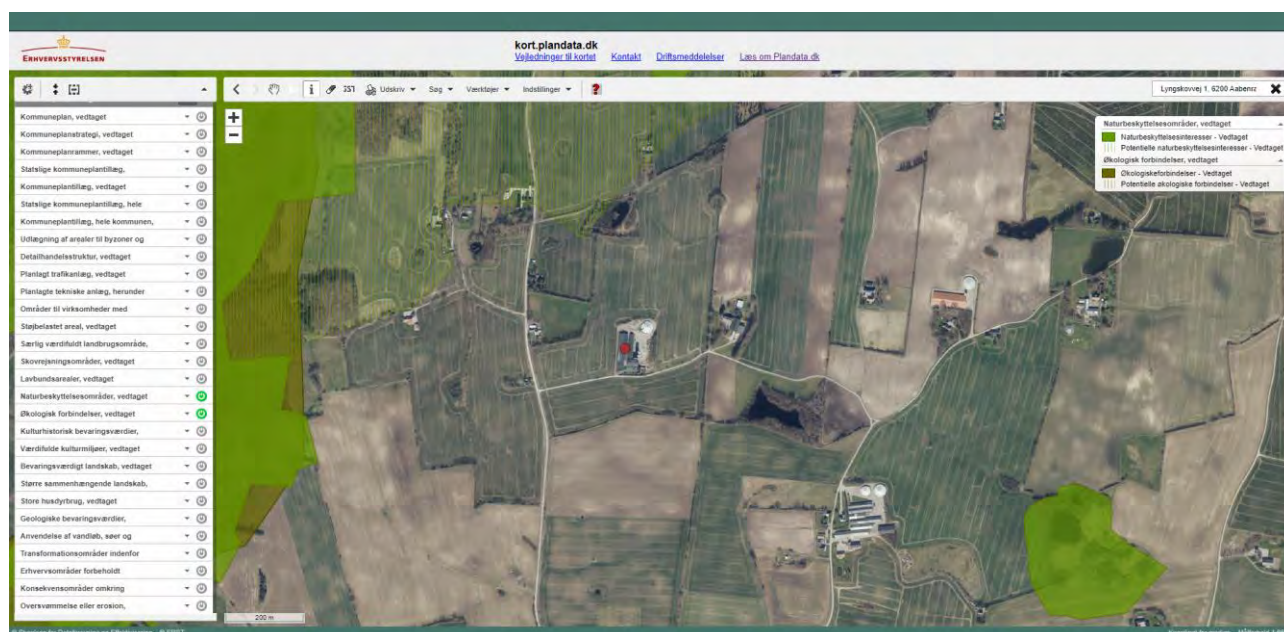 ERHVERVSSTYRELSEN
kort.plandata.dk
Vejledninger til kortet Kontakt Driftsmeddelelser Læs om Plandata.dk
Udskriv Søg Værktøjer Indstillinger ?
Lyngskovvej 1, 6200 Aabenra
Kommuneplan, vedtaget
Kommuneplanstrategi, vedtaget
Kommuneplanrammer, vedtaget
Statslige kommuneplantillæg,
Kommuneplantillæg, vedtaget
Statslige kommuneplantillæg, hele
Kommuneplantillæg, hele kommunen,
Udlægning af arealer til byzoner og
Detailhandelsstruktur, vedtaget
Planlagt trafikanlæg, vedtaget
Planlagte tekniske anlæg, herunder
Områder til virksomheder med
Støjbelastet areal, vedtaget
Særlig værdifuldt landbrugsområde,
Skovrejsningsområder, vedtaget
Lavbundsarealer, vedtaget
Naturbeskyttelsesområder, vedtaget
Økologisk forbindelser, vedtaget
Kulturhistorisk bevaringsværdier,
Værdifulde kulturmiljøer, vedtaget
Bevaringsværdigt landskab, vedtaget
Større sammenhængende landskab,
Store husdyrbrug, vedtaget
Geologiske bevaringsværdier,
Anvendelse af vandløb, søer og
Transformationsområder indenfor
Erhvervsområder forbeholdt
Konsekvensområder omkring
Oversvømmelse eller erosion,
+
−
Naturbeskyttelsesområder, vedtaget
Naturbeskyttelsesinteresser - Vedtaget
Potentielle naturbeskyttelsesinteresser - Vedtaget
Økologisk forbindelser, vedtaget
Økologiskeforbindelser - Vedtaget
Potentielle økologiske forbindelser - Vedtaget
200 m